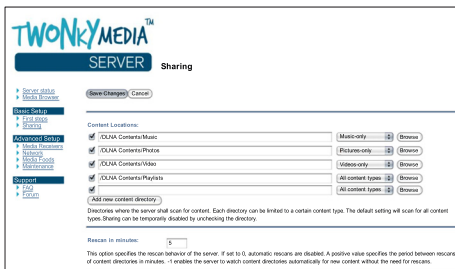 TWONKYMEDIA™
SERVER
Sharing
Server status
Media Browser
Save Changes Cancel
Basic Setup
First steps
Sharing
Content Locations:
/DLNA Contents/Music Music-only Browse
Advanced Setup
Media Receivers
/DLNA Contents/Photos Pictures-only Browse
Network
Media Feeds
/DLNA Contents/Video Videos-only Browse
Maintenance
/DLNA Contents/Playlists All content types Browse
Support
FAQ
All content types Browse
Forum
Add new content directory
Directories where the server shall scan for content. Each directory can be limited to a certain content type. The default setting will scan for all content
types.Sharing can be temporarily disabled by unchecking the directory.
Rescan in minutes: 5
This option specifies the rescan behavior of the server. If set to 0, automatic rescans are disabled. A positive value specifies the period between rescans
of content directories in minutes. -1 enables the server to watch content directories automatically for new content without the need for rescans.